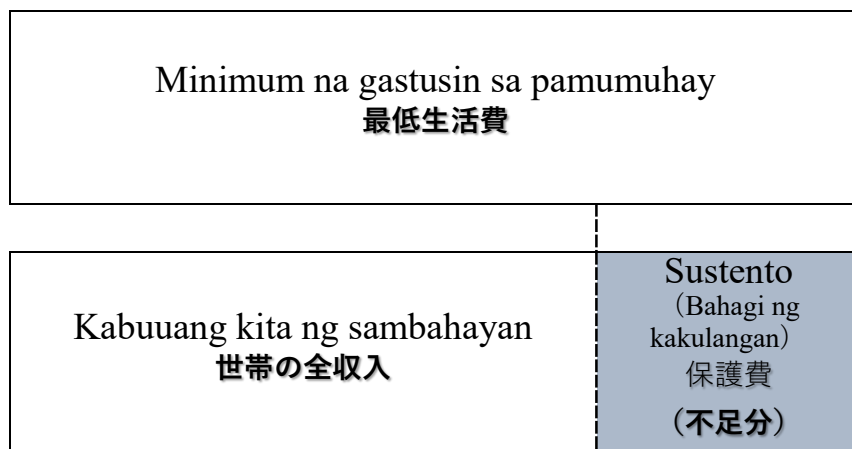 Minimum na gastusin sa pamumuhay
最低生活費
Kabuuang kita ng sambahayan
世帯の全収入
Sustento
（Bahagi ng
kakulangan）
保護費
（不足分）